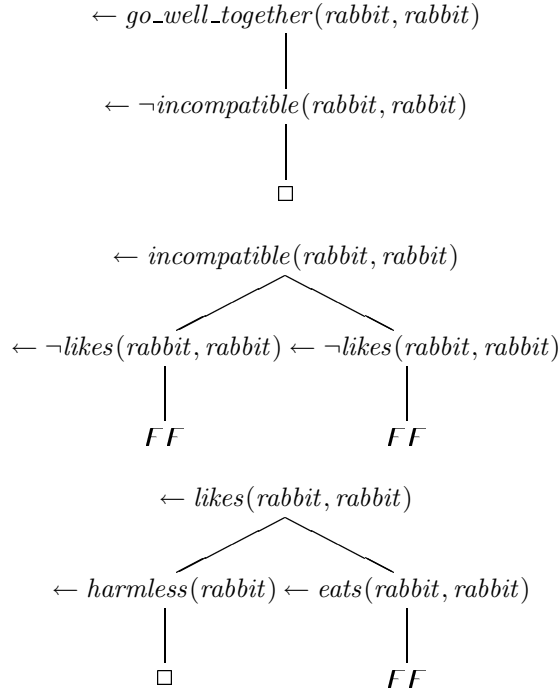 ← go_well_together(rabbit, rabbit)
← ¬incompatible(rabbit, rabbit)
□
← incompatible(rabbit, rabbit)
← ¬likes(rabbit, rabbit) ← ¬likes(rabbit, rabbit)
FF FF
← likes(rabbit, rabbit)
← harmless(rabbit) ← eats(rabbit, rabbit)
□ FF